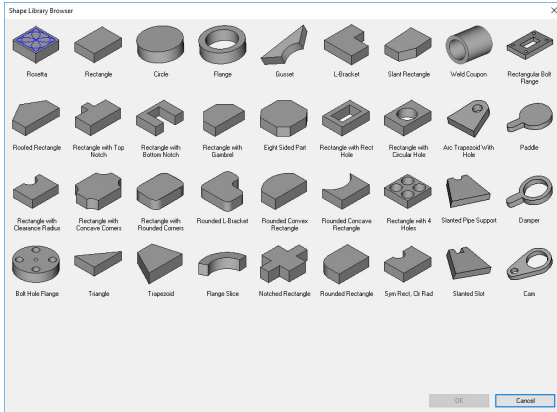 Shape Library Browser
Rosetta
Rectangle
Circle
Flange
Gusset
L-Bracket
Slant Rectangle
Weld Coupon
Rectangular Bolt
Flange
Roofed Rectangle
Rectangle with Top
Notch
Rectangle with
Bottom Notch
Rectangle with
Gambrel
Eight Sided Part
Rectangle with Rect
Hole
Rectangle with
Circular Hole
Arc Trapezoid With
Hole
Paddle
Rectangle with
Clearance Radius
Rectangle with
Concave Corners
Rectangle with
Rounded Corners
Rounded L-Bracket
Rounded Convex
Rectangle
Rounded Concave
Rectangle
Rectangle with 4
Holes
Slanted Pipe Support
Damper
Bolt Hole Flange
Triangle
Trapezoid
Flange Slice
Notched Rectangle
Rounded Rectangle
Sym Rect, Clr Rad
Slanted Slot
Cam
OK
Cancel